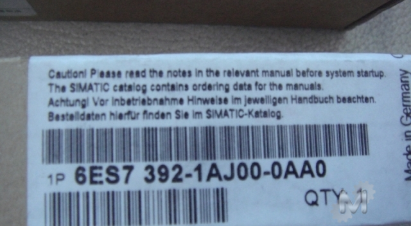 Caution! Please read the notes in the relevant manual before system startup.
The SIMATIC catalog contains ordering data for the manuals.
Achtung! Vor Inbetriebnahme Hinweise im jeweiligen Handbuch beachten.
Bestelldaten hierfür finden Sie im SIMATIC-Katalog.
1P 6ES7 392-1AJ00-0AA0
QTY
Made in Germany